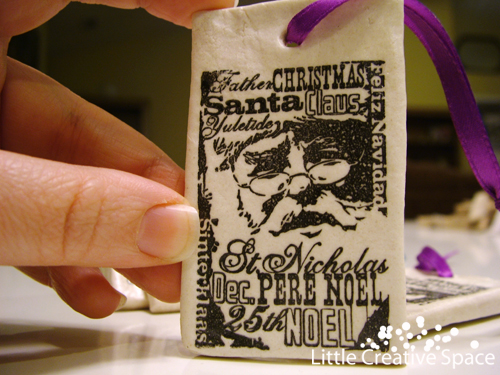 Father CHRISTMAS
Santa Claus
Yuletide
Feliz Navidad
Sinterklaas
St Nicholas
Dec. PERE NOEL
25th NOEL
Little Creative Space